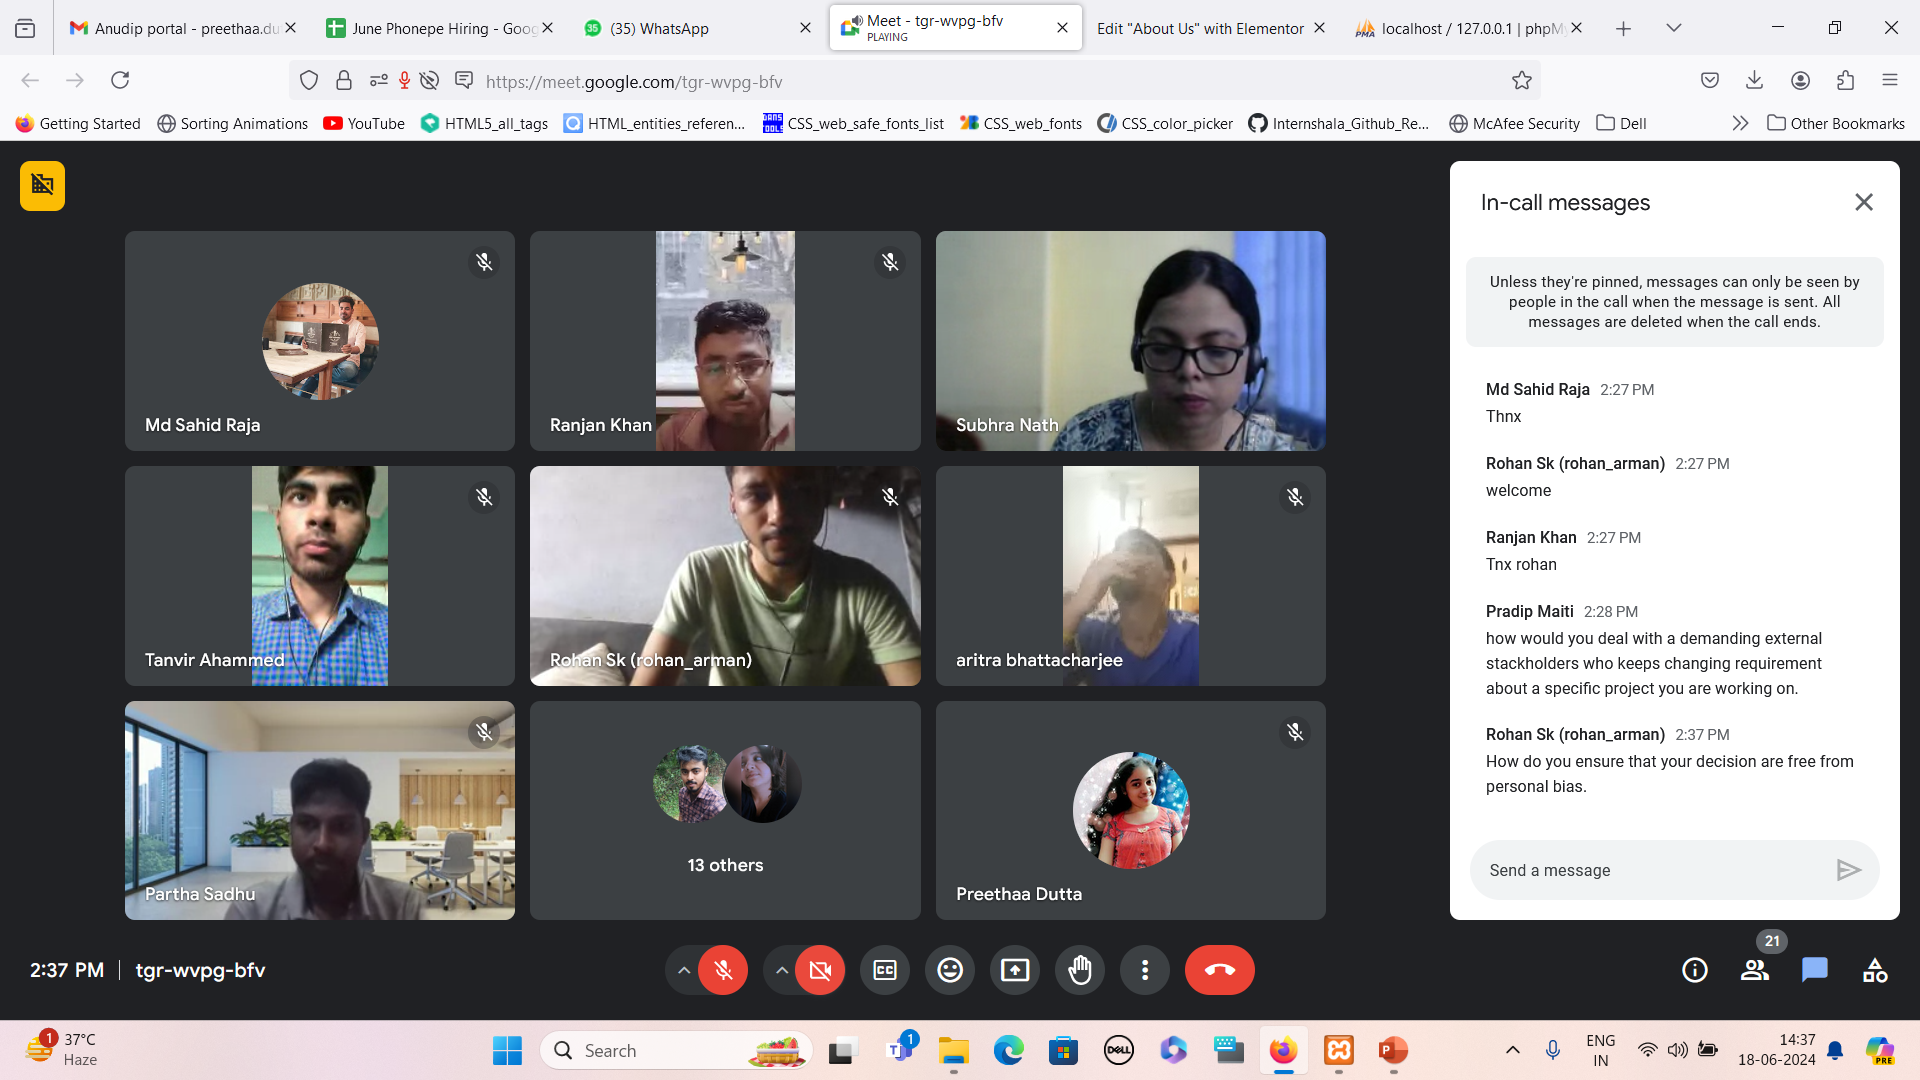 Anudip portal - preethaa.du
June Phonepe Hiring - Goog
35
(35) WhatsApp
Meet - tgr-wvpg-bfv
PLAYING
Edit "About Us" with Elementor
PMA
localhost / 127.0.0.1 | phpMy
https://meet.google.com/tgr-wvpg-bfv
Getting Started
Sorting Animations
YouTube
HTML5_all_tags
HTML_entities_referen...
DANS TOOLS
CSS_web_safe_fonts_list
CSS_web_fonts
CSS_color_picker
Internshala_Github_Re...
McAfee Security
Dell
Other Bookmarks
Md Sahid Raja
Ranjan Khan
Subhra Nath
Tanvir Ahammed
Rohan Sk (rohan_arman)
aritra bhattacharjee
Partha Sadhu
13 others
Preethaa Dutta
In-call messages
Unless they're pinned, messages can only be seen by
people in the call when the message is sent. All
messages are deleted when the call ends.
Md Sahid Raja 2:27 PM
Thnx
Rohan Sk (rohan_arman) 2:27 PM
welcome
Ranjan Khan 2:27 PM
Tnx rohan
Pradip Maiti 2:28 PM
how would you deal with a demanding external
stackholders who keeps changing requirement
about a specific project you are working on.
Rohan Sk (rohan_arman) 2:37 PM
How do you ensure that your decision are free from
personal bias.
Send a message
2:37 PM | tgr-wvpg-bfv
CC
21
1
37°C
Haze
Search
1
DELL
ENG
IN
14:37
18-06-2024
PRE